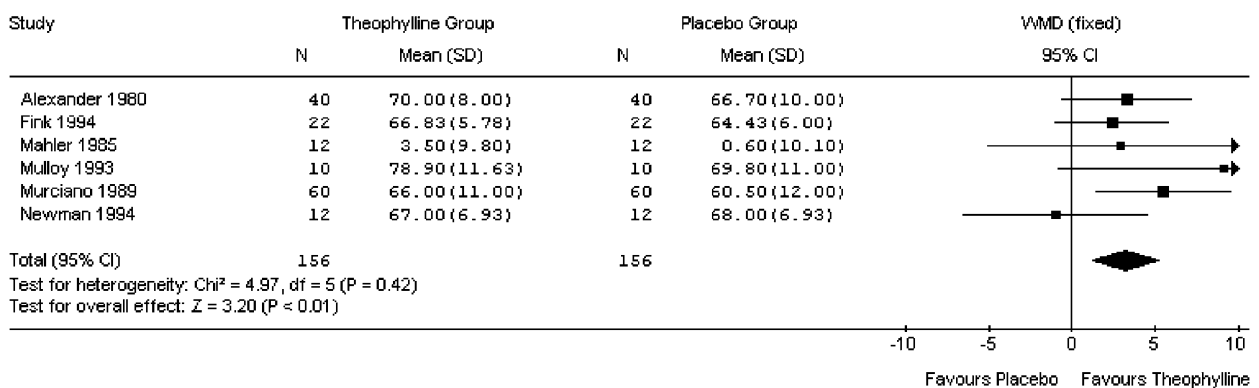 Study Theophylline Group Placebo Group WMD (fixed)
N Mean (SD) N Mean (SD) 95% CI
Alexander 1980 40 70.00(8.00) 40 66.70(10.00)
Fink 1994 22 66.83(5.78) 22 64.43(6.00)
Mahler 1985 12 3.50(9.80) 12 0.60(10.10)
Mulloy 1993 10 78.90(11.63) 10 69.80(11.00)
Murciano 1989 60 66.00(11.00) 60 60.50(12.00)
Newman 1994 12 67.00(6.93) 12 68.00(6.93)
Total (95% CI) 156 156
Test for heterogeneity: Chi² = 4.97, df = 5 (P = 0.42)
Test for overall effect: Z = 3.20 (P < 0.01)
-10 -5 0 5 10
Favours Placebo Favours Theophylline